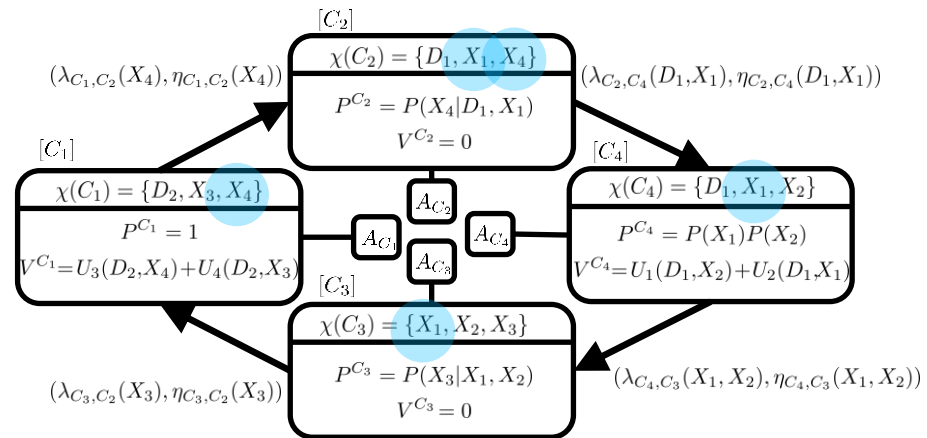 [C₂]
χ(C₂) = {D₁, X₁, X₄}
(λ_{C₁,C₂}(X₄), η_{C₁,C₂}(X₄))
(λ_{C₂,C₄}(D₁,X₁), η_{C₂,C₄}(D₁,X₁))
P^{C₂} = P(X₄|D₁, X₁)
V^{C₂} = 0
[C₁]
[C₄]
χ(C₁) = {D₂, X₃, X₄}
A_{C₂}
χ(C₄) = {D₁, X₁, X₂}
P^{C₁} = 1
A_{C₁}
A_{C₄}
P^{C₄} = P(X₁)P(X₂)
V^{C₁}=U₃(D₂,X₄)+U₄(D₂,X₃)
A_{C₃}
V^{C₄}=U₁(D₁,X₂)+U₂(D₁,X₁)
[C₃]
χ(C₃) = {X₁, X₂, X₃}
P^{C₃} = P(X₃|X₁, X₂)
(λ_{C₃,C₂}(X₃), η_{C₃,C₂}(X₃))
(λ_{C₄,C₃}(X₁,X₂), η_{C₄,C₃}(X₁,X₂))
V^{C₃} = 0